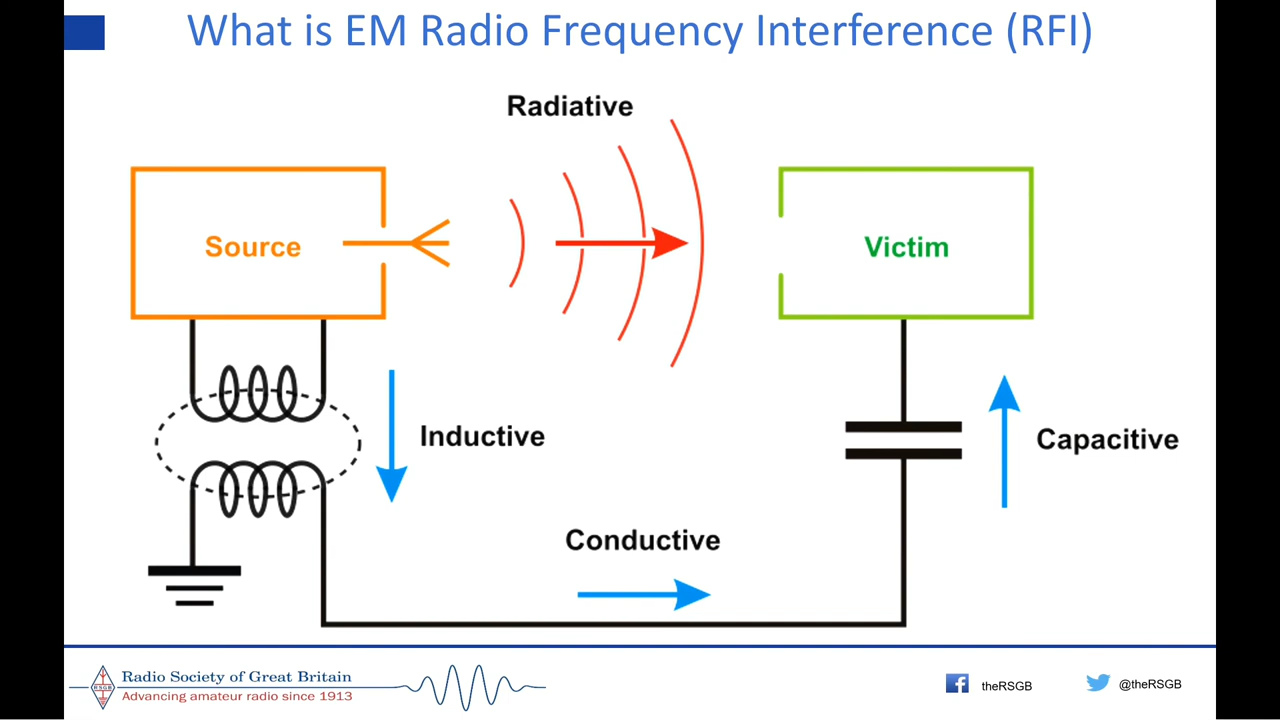 What is EM Radio Frequency Interference (RFI)
Radiative
Source
Victim
Inductive
Capacitive
Conductive
RSGB
Radio Society of Great Britain
Advancing amateur radio since 1913
theRSGB
@theRSGB